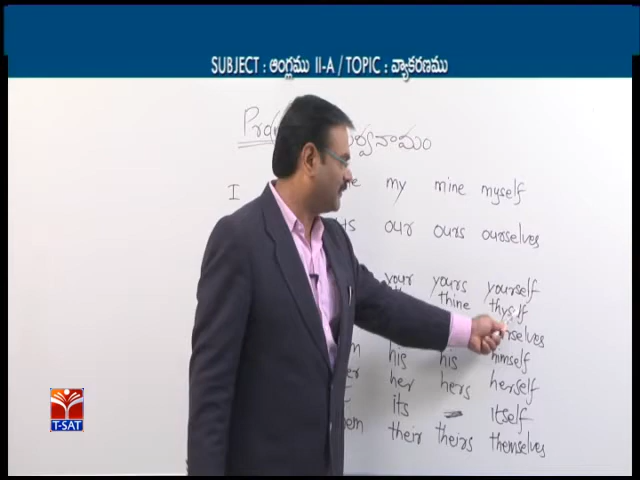 SUBJECT : ఆంగ్లము II-A / TOPIC : వ్యాకరణము
I my mine myself
our ours ourselves
your yours yourself
thine thyself
his his himself
her hers herself
its — itself
their theirs themselves
T-SAT